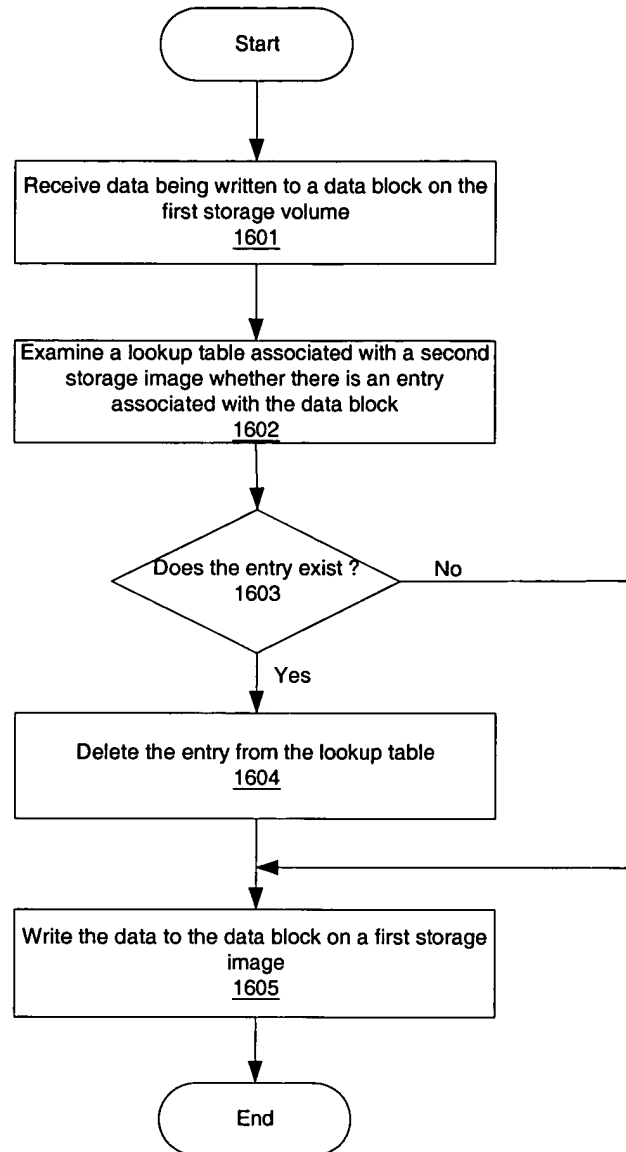 Start
Receive data being written to a data block on the
first storage volume
1601
Examine a lookup table associated with a second
storage image whether there is an entry
associated with the data block
1602
Does the entry exist ?
1603
No
Yes
Delete the entry from the lookup table
1604
Write the data to the data block on a first storage
image
1605
End